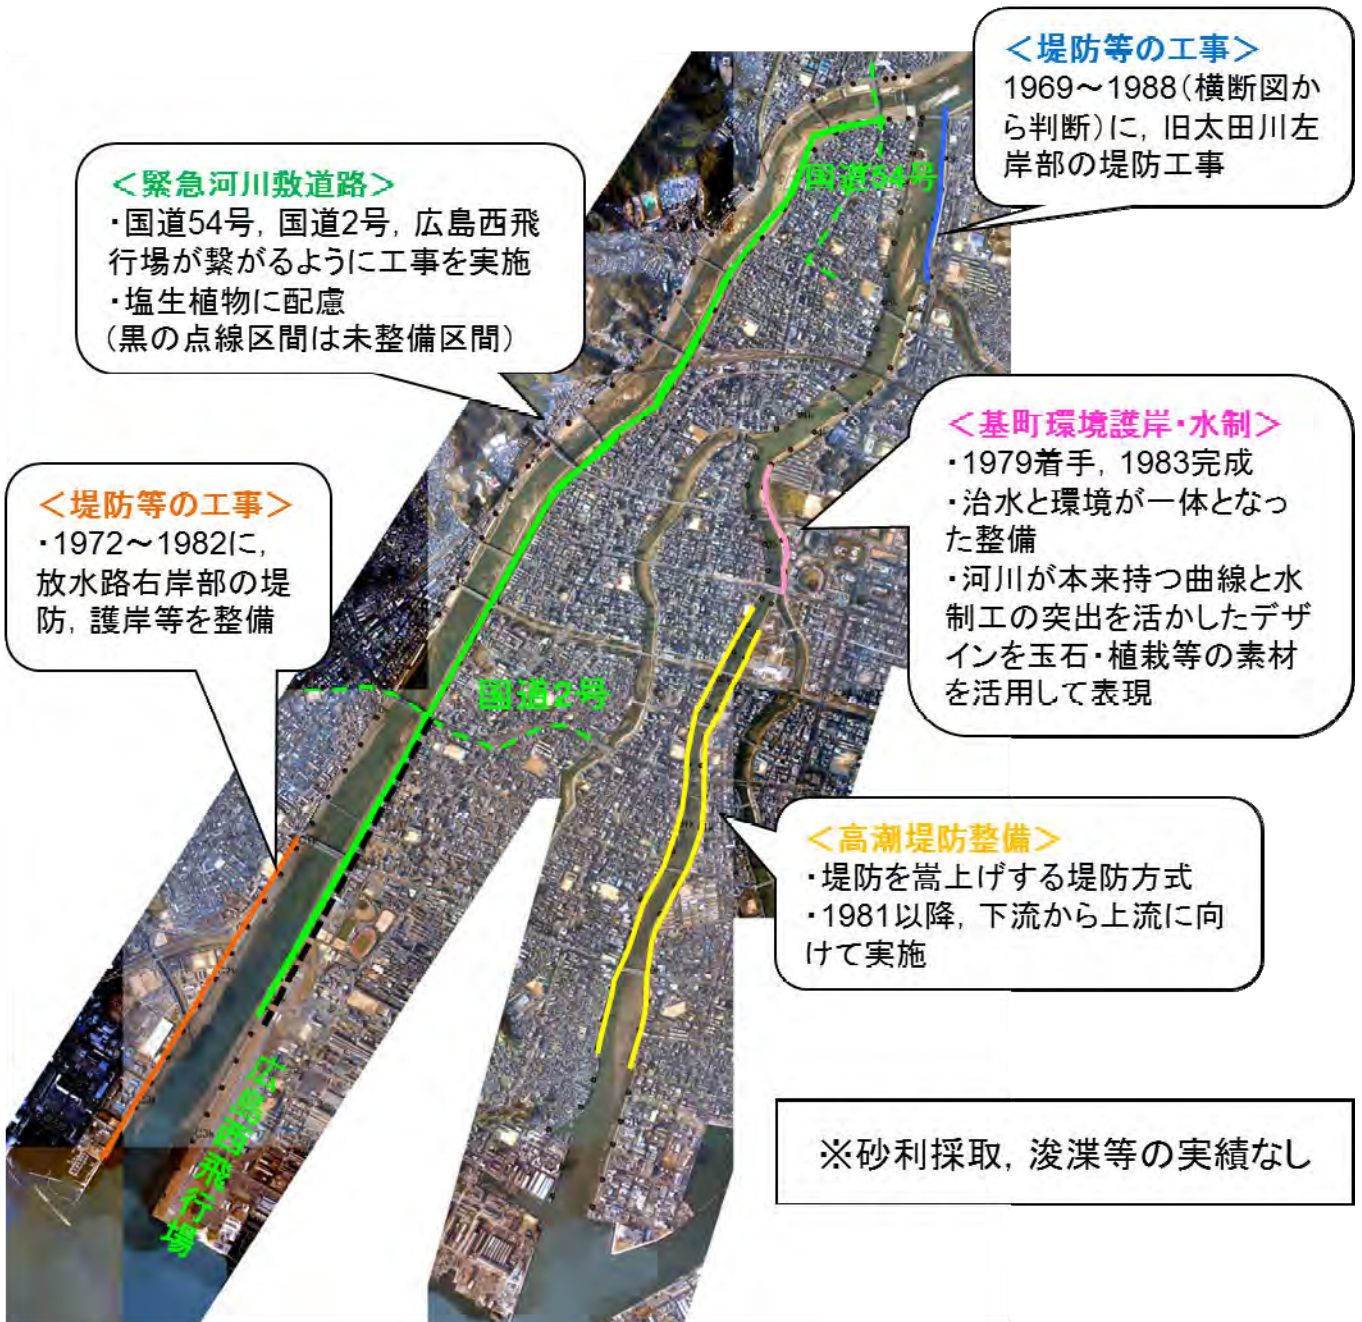 ＜堤防等の工事＞
1969～1988（横断図か
ら判断）に，旧太田川左
岸部の堤防工事
＜緊急河川敷道路＞
・国道54号，国道2号，広島西飛
行場が繋がるように工事を実施
・塩生植物に配慮
（黒の点線区間は未整備区間）
国道54号
＜基町環境護岸・水制＞
・1979着手，1983完成
・治水と環境が一体となっ
た整備
・河川が本来持つ曲線と水
制工の突出を活かしたデザ
インを玉石・植栽等の素材
を活用して表現
＜堤防等の工事＞
・1972～1982に，
放水路右岸部の堤
防，護岸等を整備
国道2号
＜高潮堤防整備＞
・堤防を嵩上げする堤防方式
・1981以降，下流から上流に向
けて実施
広島西飛行場
※砂利採取，浚渫等の実績なし